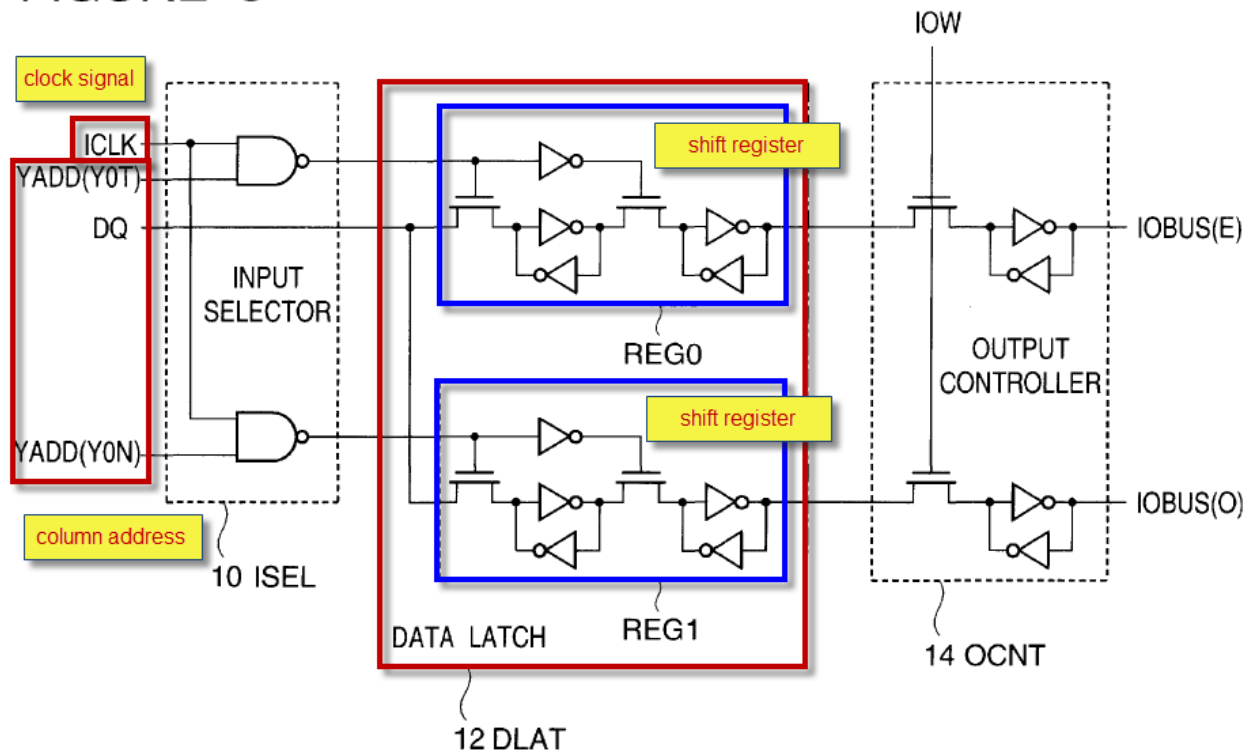 IOW
clock signal
ICLK
shift register
YADD(Y0T)
DQ
IOBUS(E)
INPUT
SELECTOR
REG0
OUTPUT
CONTROLLER
shift register
YADD(Y0N)
IOBUS(O)
column address
10 ISEL
DATA LATCH
REG1
14 OCNT
12 DLAT